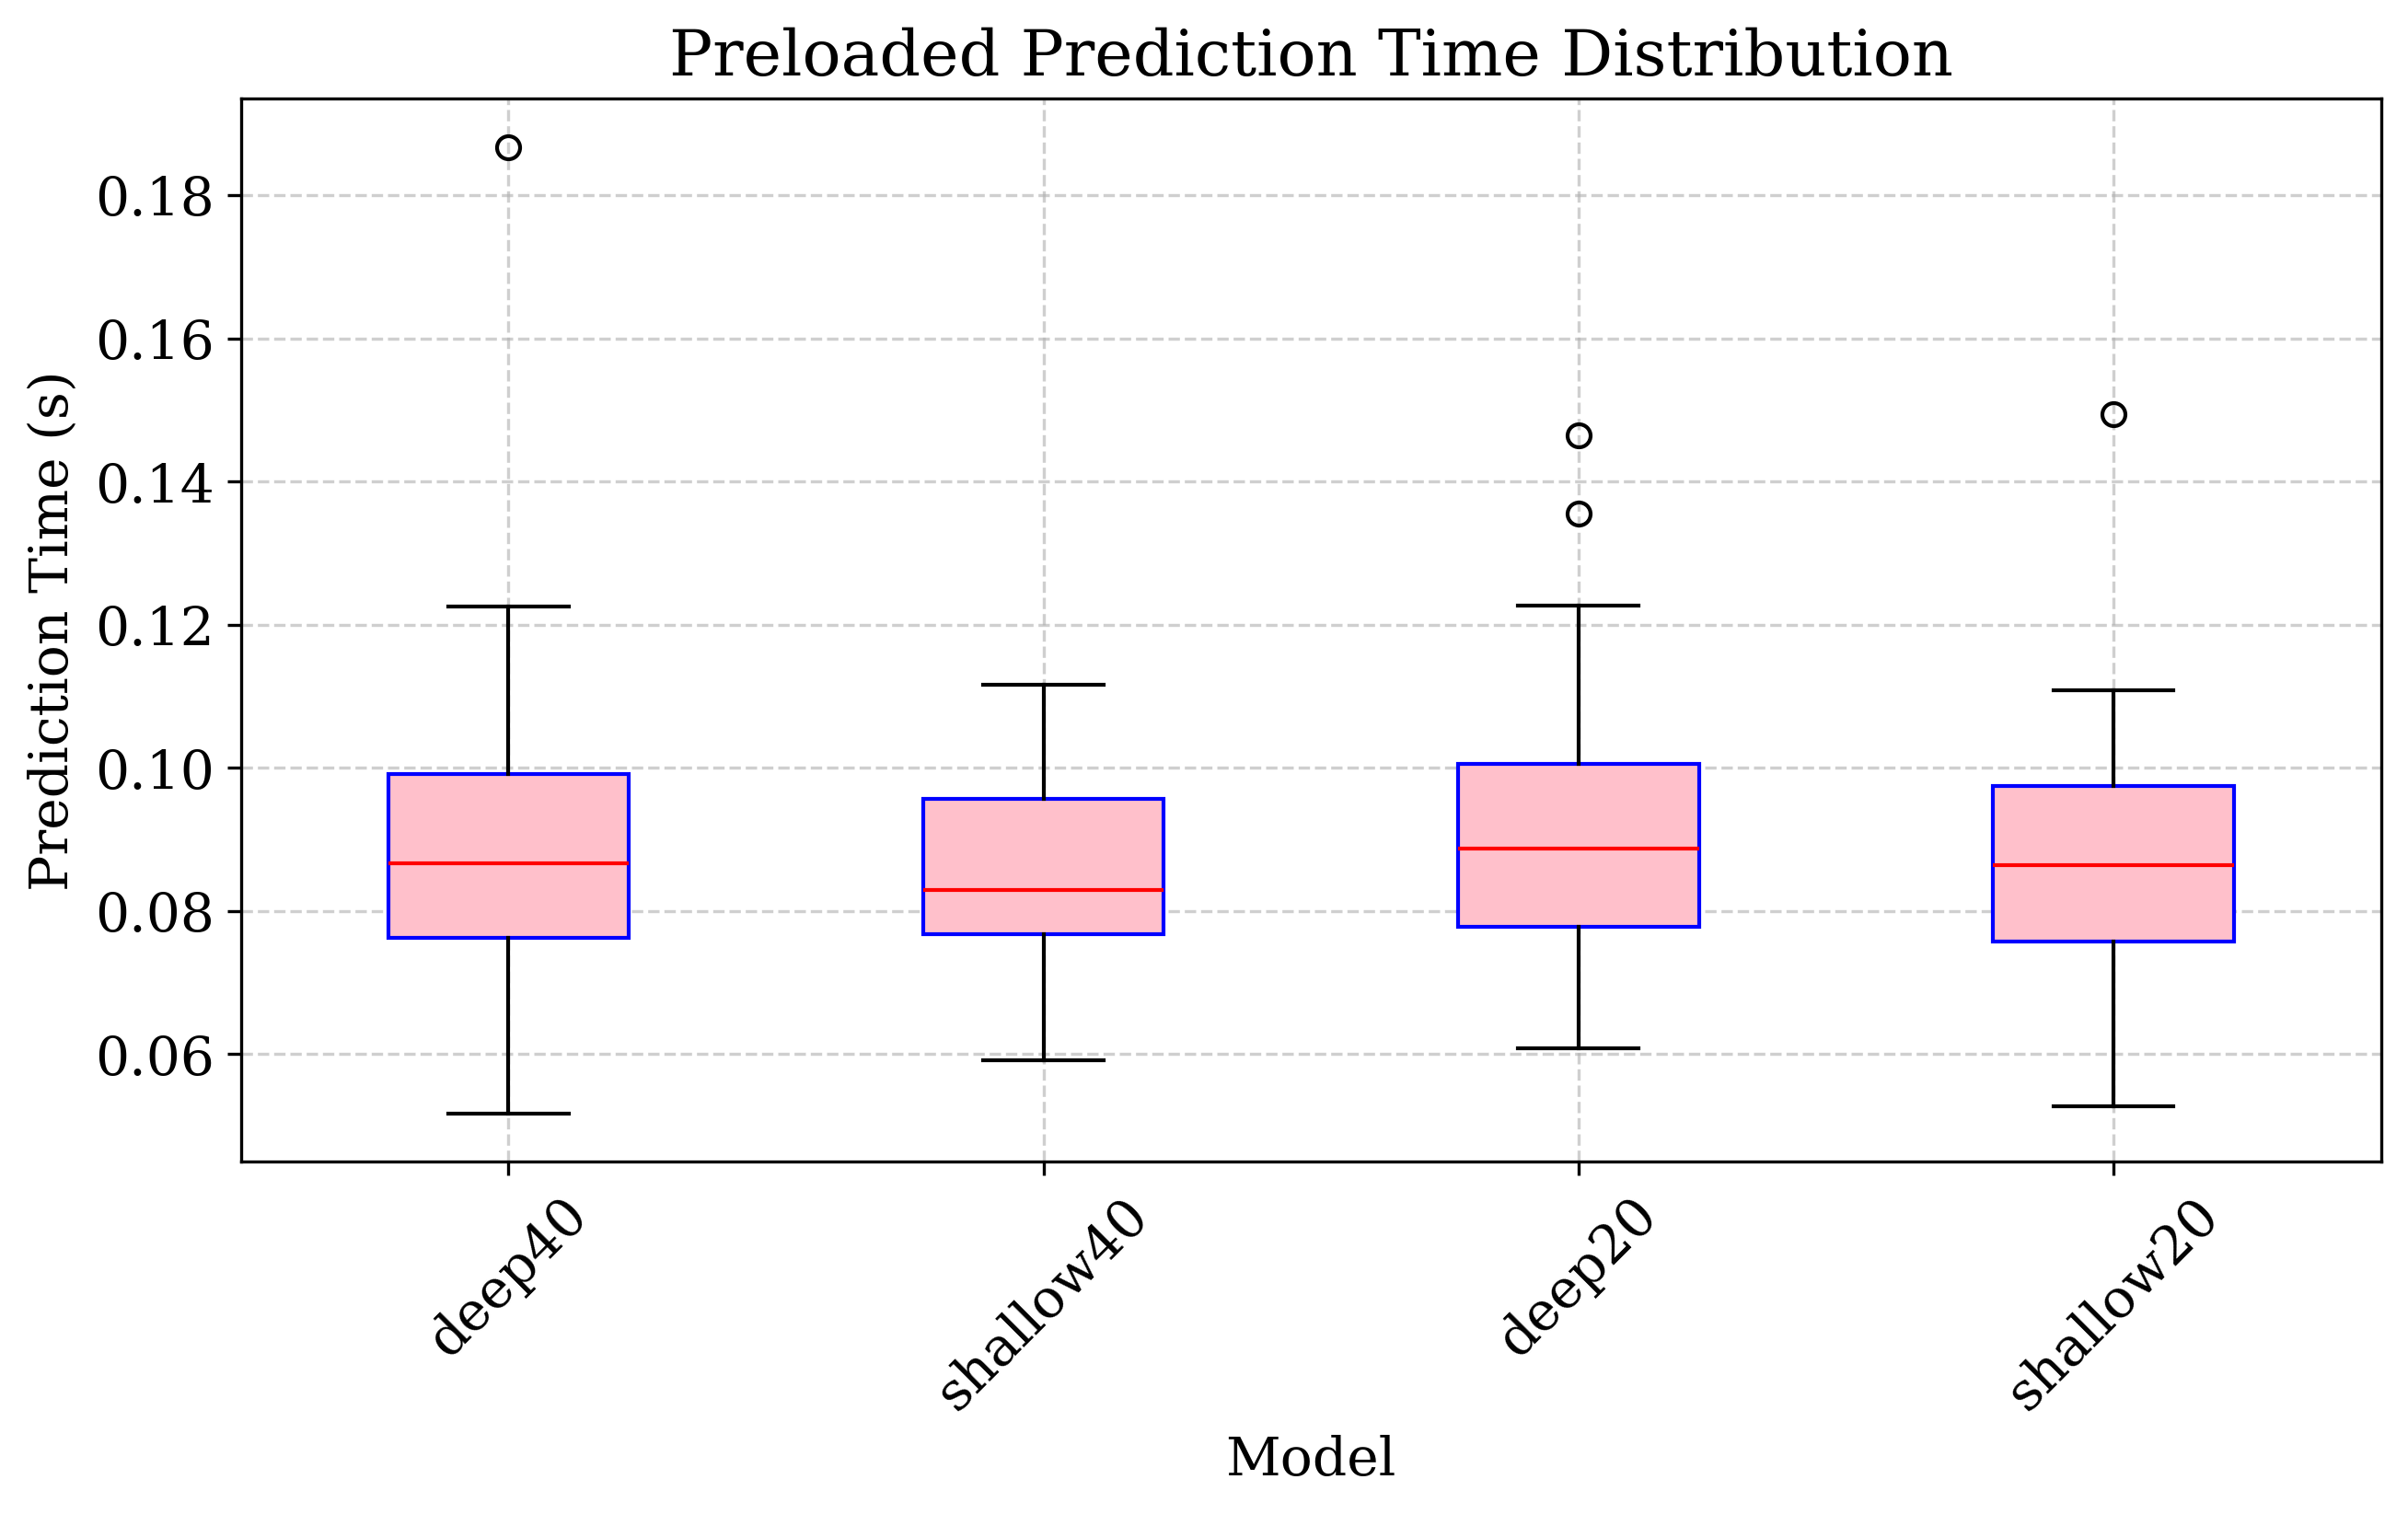 Preloaded Prediction Time Distribution
Prediction Time (s)
0.18
0.16
0.14
0.12
0.10
0.08
0.06
deep40
shallow40
deep20
shallow20
Model